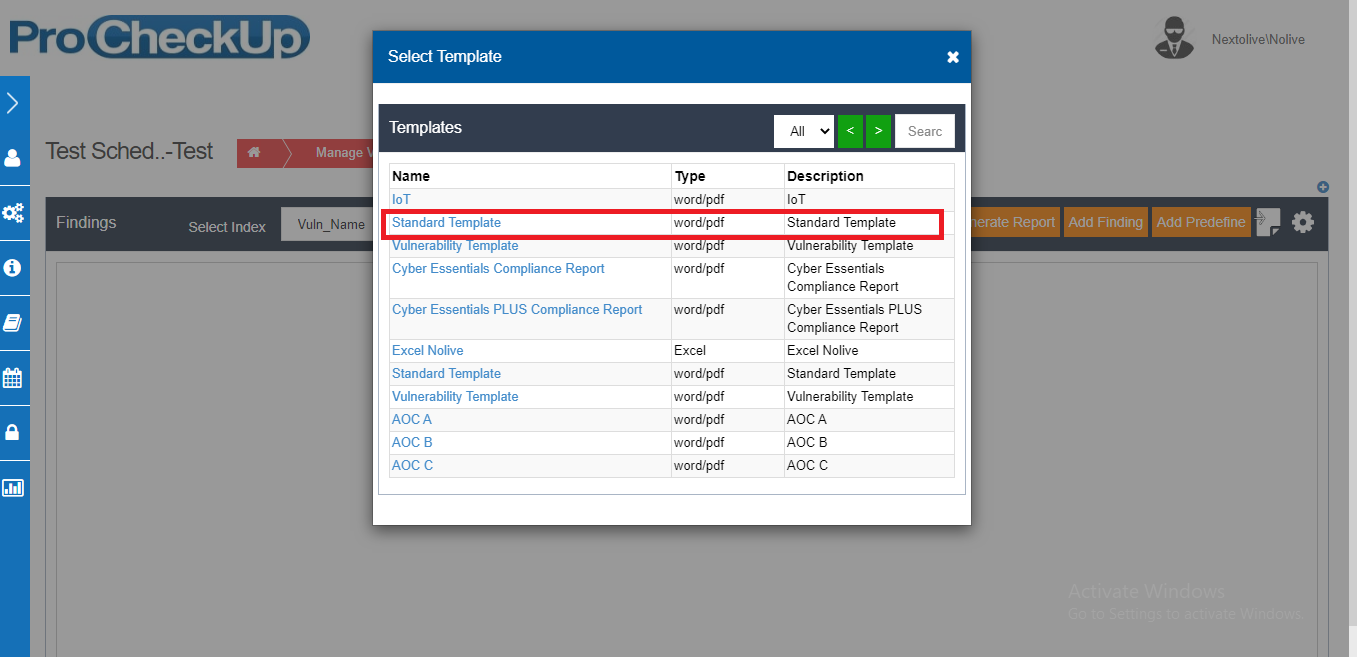 ProCheckUp
Select Template
Nextolive\Nolive
Templates
All
<
>
Searc
Test Sched..-Test
Manage V
Name Type Description
IoT word/pdf IoT
Standard Template word/pdf Standard Template
Vulnerability Template word/pdf Vulnerability Template
Cyber Essentials Compliance Report word/pdf Cyber Essentials
Compliance Report
Cyber Essentials PLUS Compliance Report word/pdf Cyber Essentials PLUS
Compliance Report
Excel Nolive Excel Excel Nolive
Standard Template word/pdf Standard Template
Vulnerability Template word/pdf Vulnerability Template
AOC A word/pdf AOC A
AOC B word/pdf AOC B
AOC C word/pdf AOC C
Findings
Select Index
Vuln_Name
nerate Report
Add Finding
Add Predefine
Activate Windows
Go to Settings to activate Windows.